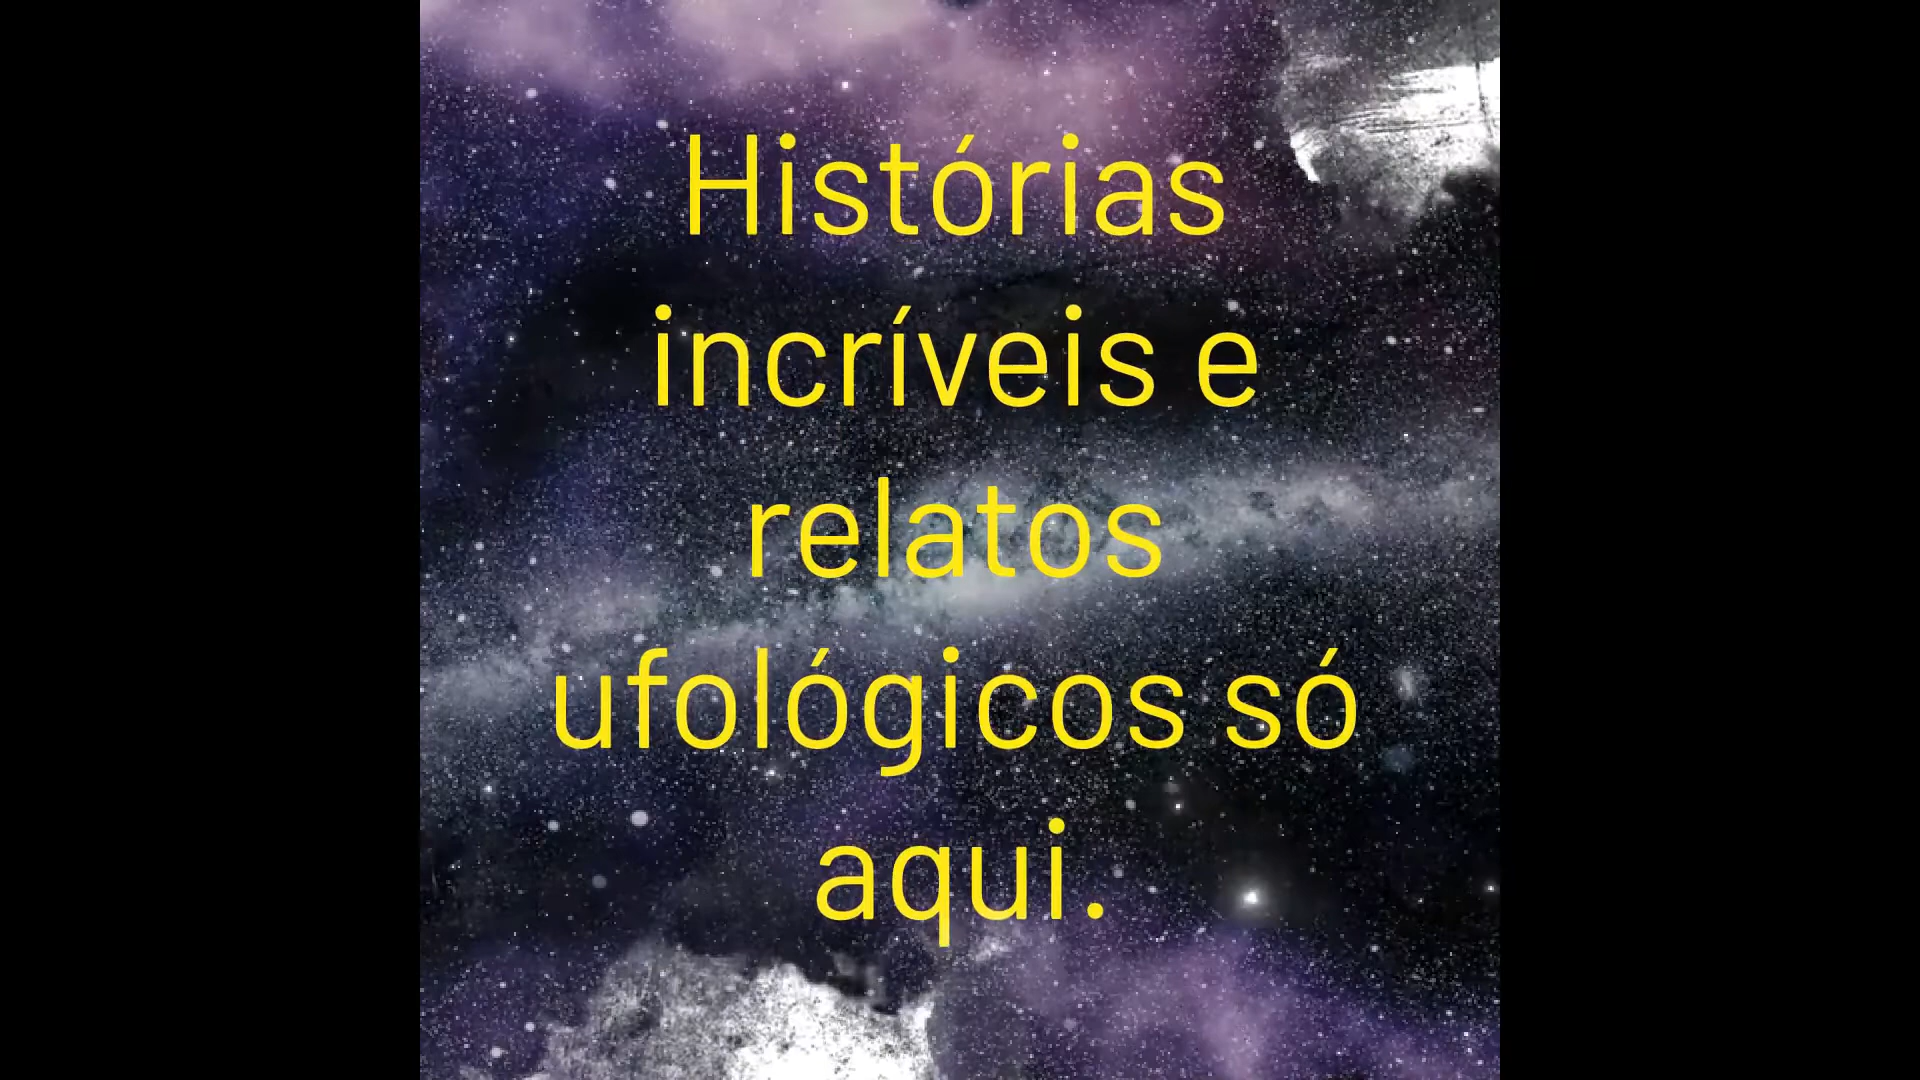 Histórias
incríveis e
relatos
ufológicos só
aqui.